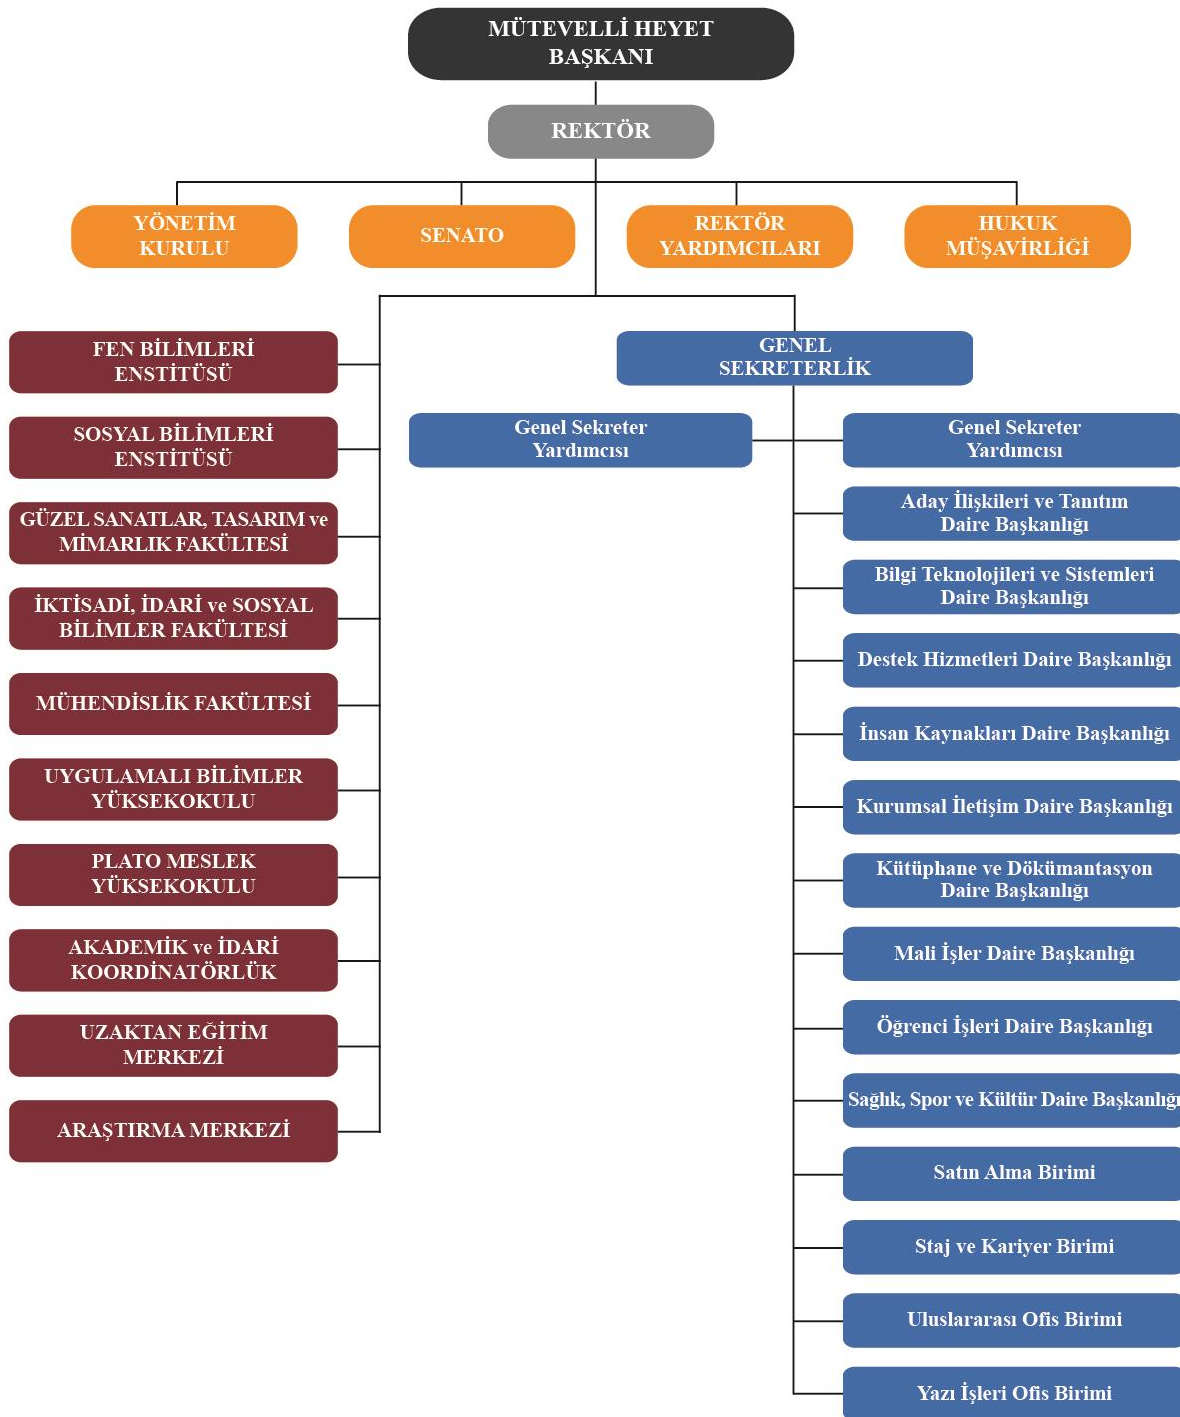 MÜTEVELLİ HEYET
BAŞKANI
REKTÖR
YÖNETİM
KURULU
SENATO
REKTÖR
YARDIMCILARI
HUKUK
MÜŞAVİRLİĞİ
FEN BİLİMLERİ
ENSTİTÜSÜ
SOSYAL BİLİMLERİ
ENSTİTÜSÜ
GÜZEL SANATLAR, TASARIM ve
MİMARLIK FAKÜLTESİ
İKTİSADİ, İDARİ ve SOSYAL
BİLİMLER FAKÜLTESİ
MÜHENDİSLİK FAKÜLTESİ
UYGULAMALI BİLİMLER
YÜKSEKOKULU
PLATO MESLEK
YÜKSEKOKULU
AKADEMİK ve İDARİ
KOORDİNATÖRLÜK
UZAKTAN EĞİTİM
MERKEZİ
ARAŞTIRMA MERKEZİ
GENEL
SEKRETERLİK
Genel Sekreter
Yardımcısı
Genel Sekreter
Yardımcısı
Aday İlişkileri ve Tanıtım
Daire Başkanlığı
Bilgi Teknolojileri ve Sistemleri
Daire Başkanlığı
Destek Hizmetleri Daire Başkanlığı
İnsan Kaynakları Daire Başkanlığı
Kurumsal İletişim Daire Başkanlığı
Kütüphane ve Dökümantasyon
Daire Başkanlığı
Mali İşler Daire Başkanlığı
Öğrenci İşleri Daire Başkanlığı
Sağlık, Spor ve Kültür Daire Başkanlığı
Satın Alma Birimi
Staj ve Kariyer Birimi
Uluslararası Ofis Birimi
Yazı İşleri Ofis Birimi